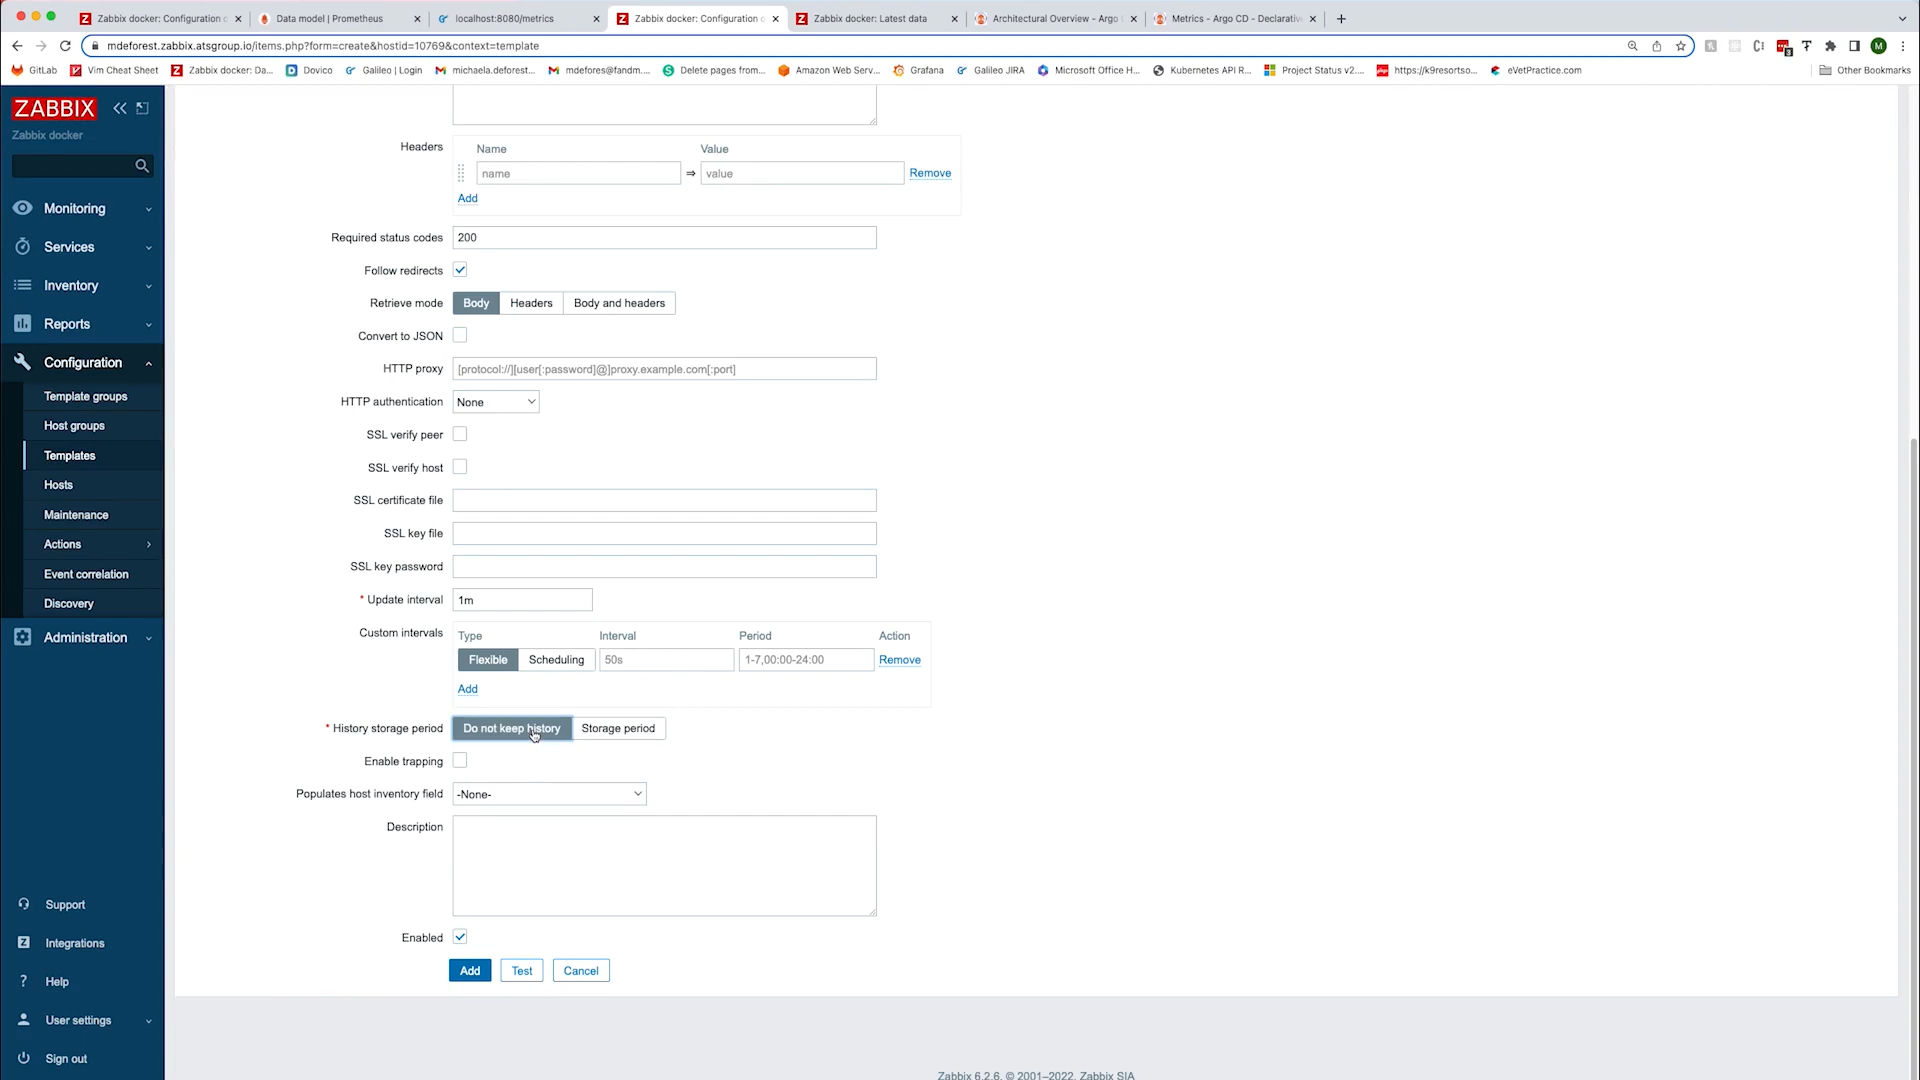 Zabbix docker: Configuration o
Data model | Prometheus
localhost:8080/metrics
Zabbix docker: Configuration o
Zabbix docker: Latest data
Architectural Overview - Argo
Metrics - Argo CD - Declarativ
mdeforest.zabbix.atsgroup.io/items.php?form=create&hostid=10769&context=template
GitLab
Vim Cheat Sheet
Zabbix docker: Da...
Dovico
Galileo | Login
michaela.deforest...
mdefores@fandm....
Delete pages from...
Amazon Web Serv...
Grafana
Galileo JIRA
Microsoft Office H...
Kubernetes API R...
Project Status v2....
https://k9resortso...
eVetPractice.com
Other Bookmarks
ZABBIX
Zabbix docker
Monitoring
Services
Inventory
Reports
Configuration
Template groups
Host groups
Templates
Hosts
Maintenance
Actions
Event correlation
Discovery
Administration
Support
Integrations
Help
User settings
Sign out
Headers
Name
Value
name
⇒
value
Remove
Add
Required status codes
200
Follow redirects
Retrieve mode
Body
Headers
Body and headers
Convert to JSON
HTTP proxy
[protocol://][user[:password]@]proxy.example.com[:port]
HTTP authentication
None
SSL verify peer
SSL verify host
SSL certificate file
SSL key file
SSL key password
* Update interval
1m
Custom intervals
Type
Interval
Period
Action
Flexible
Scheduling
50s
1-7,00:00-24:00
Remove
Add
* History storage period
Do not keep history
Storage period
Enable trapping
Populates host inventory field
-None-
Description
Enabled
Add
Test
Cancel
Zabbix 6.2.6. © 2001–2022, Zabbix SIA